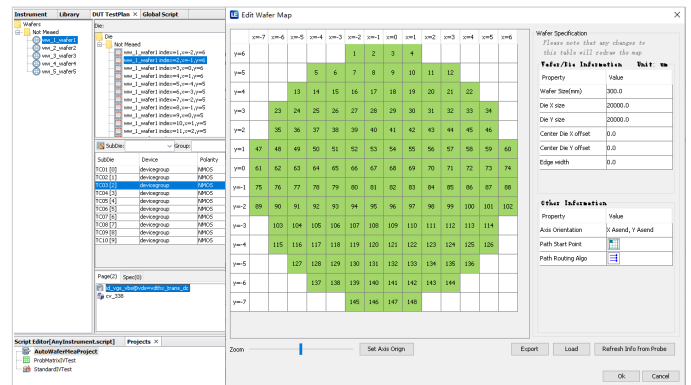 Instrument Library DUT TestPlan × Global Script
Wafers
Not Meaed
ww_1_wafer1
ww_2_wafer2
ww_3_wafer3
ww_4_wafer4
ww_5_wafer5
Die:
Die
Not Meaed
ww_1_wafer1 index=1,x=-2,y=6
ww_1_wafer1 index=2,x=-1,y=6
ww_1_wafer1 index=3,x=0,y=6
ww_1_wafer1 index=4,x=1,y=6
ww_1_wafer1 index=5,x=-4,y=5
ww_1_wafer1 index=6,x=-3,y=5
ww_1_wafer1 index=7,x=-2,y=5
ww_1_wafer1 index=8,x=-1,y=5
ww_1_wafer1 index=9,x=0,y=5
ww_1_wafer1 index=10,x=1,y=5
ww_1_wafer1 index=11,x=2,y=5
SubDie: Group:
SubDie Device Polarity
TC01 [0] devicegroup NMOS
TC02 [1] devicegroup NMOS
TC03 [2] devicegroup NMOS
TC04 [3] devicegroup NMOS
TC05 [4] devicegroup NMOS
TC06 [5] devicegroup NMOS
TC07 [6] devicegroup NMOS
TC08 [7] devicegroup NMOS
TC09 [8] devicegroup NMOS
TC10 [9] devicegroup NMOS
Page(2) Spec(0)
id_vgs_vbs@vds=vdthx_trans_dc
cv_338
Script Editor[AnyInstrument.script] Projects ×
AutoWaferMeaProject
ProbMatrixIVTest
StandardIVTest
Edit Wafer Map
x=-7 x=-6 x=-5 x=-4 x=-3 x=-2 x=-1 x=0 x=1 x=2 x=3 x=4 x=5 x=6
y=6 1 2 3 4
y=5 5 6 7 8 9 10 11 12
y=4 13 14 15 16 17 18 19 20 21 22
y=3 23 24 25 26 27 28 29 30 31 32 33 34
y=2 35 36 37 38 39 40 41 42 43 44 45 46
y=1 47 48 49 50 51 52 53 54 55 56 57 58 59 60
y=0 61 62 63 64 65 66 67 68 69 70 71 72 73 74
y=-1 75 76 77 78 79 80 81 82 83 84 85 86 87 88
y=-2 89 90 91 92 93 94 95 96 97 98 99 100 101 102
y=-3 103 104 105 106 107 108 109 110 111 112 113 114
y=-4 115 116 117 118 119 120 121 122 123 124 125 126
y=-5 127 128 129 130 131 132 133 134 135 136
y=-6 137 138 139 140 141 142 143 144
y=-7 145 146 147 148
Zoom Set Axis Orign Export Load Refresh Info from Probe
Ok Cancel
Wafer Specification
Please note that any changes to
this table will redraw the map
Wafer/Die Information Unit: um
Property Value
Wafer Size(mm) 300.0
Die X size 20000.0
Die Y size 20000.0
Center Die X offset 0.0
Center Die Y offset 0.0
Edge width 0.0
Other Information
Property Value
Axis Orientation X Asend, Y Asend
Path Start Point
Path Routing Algo